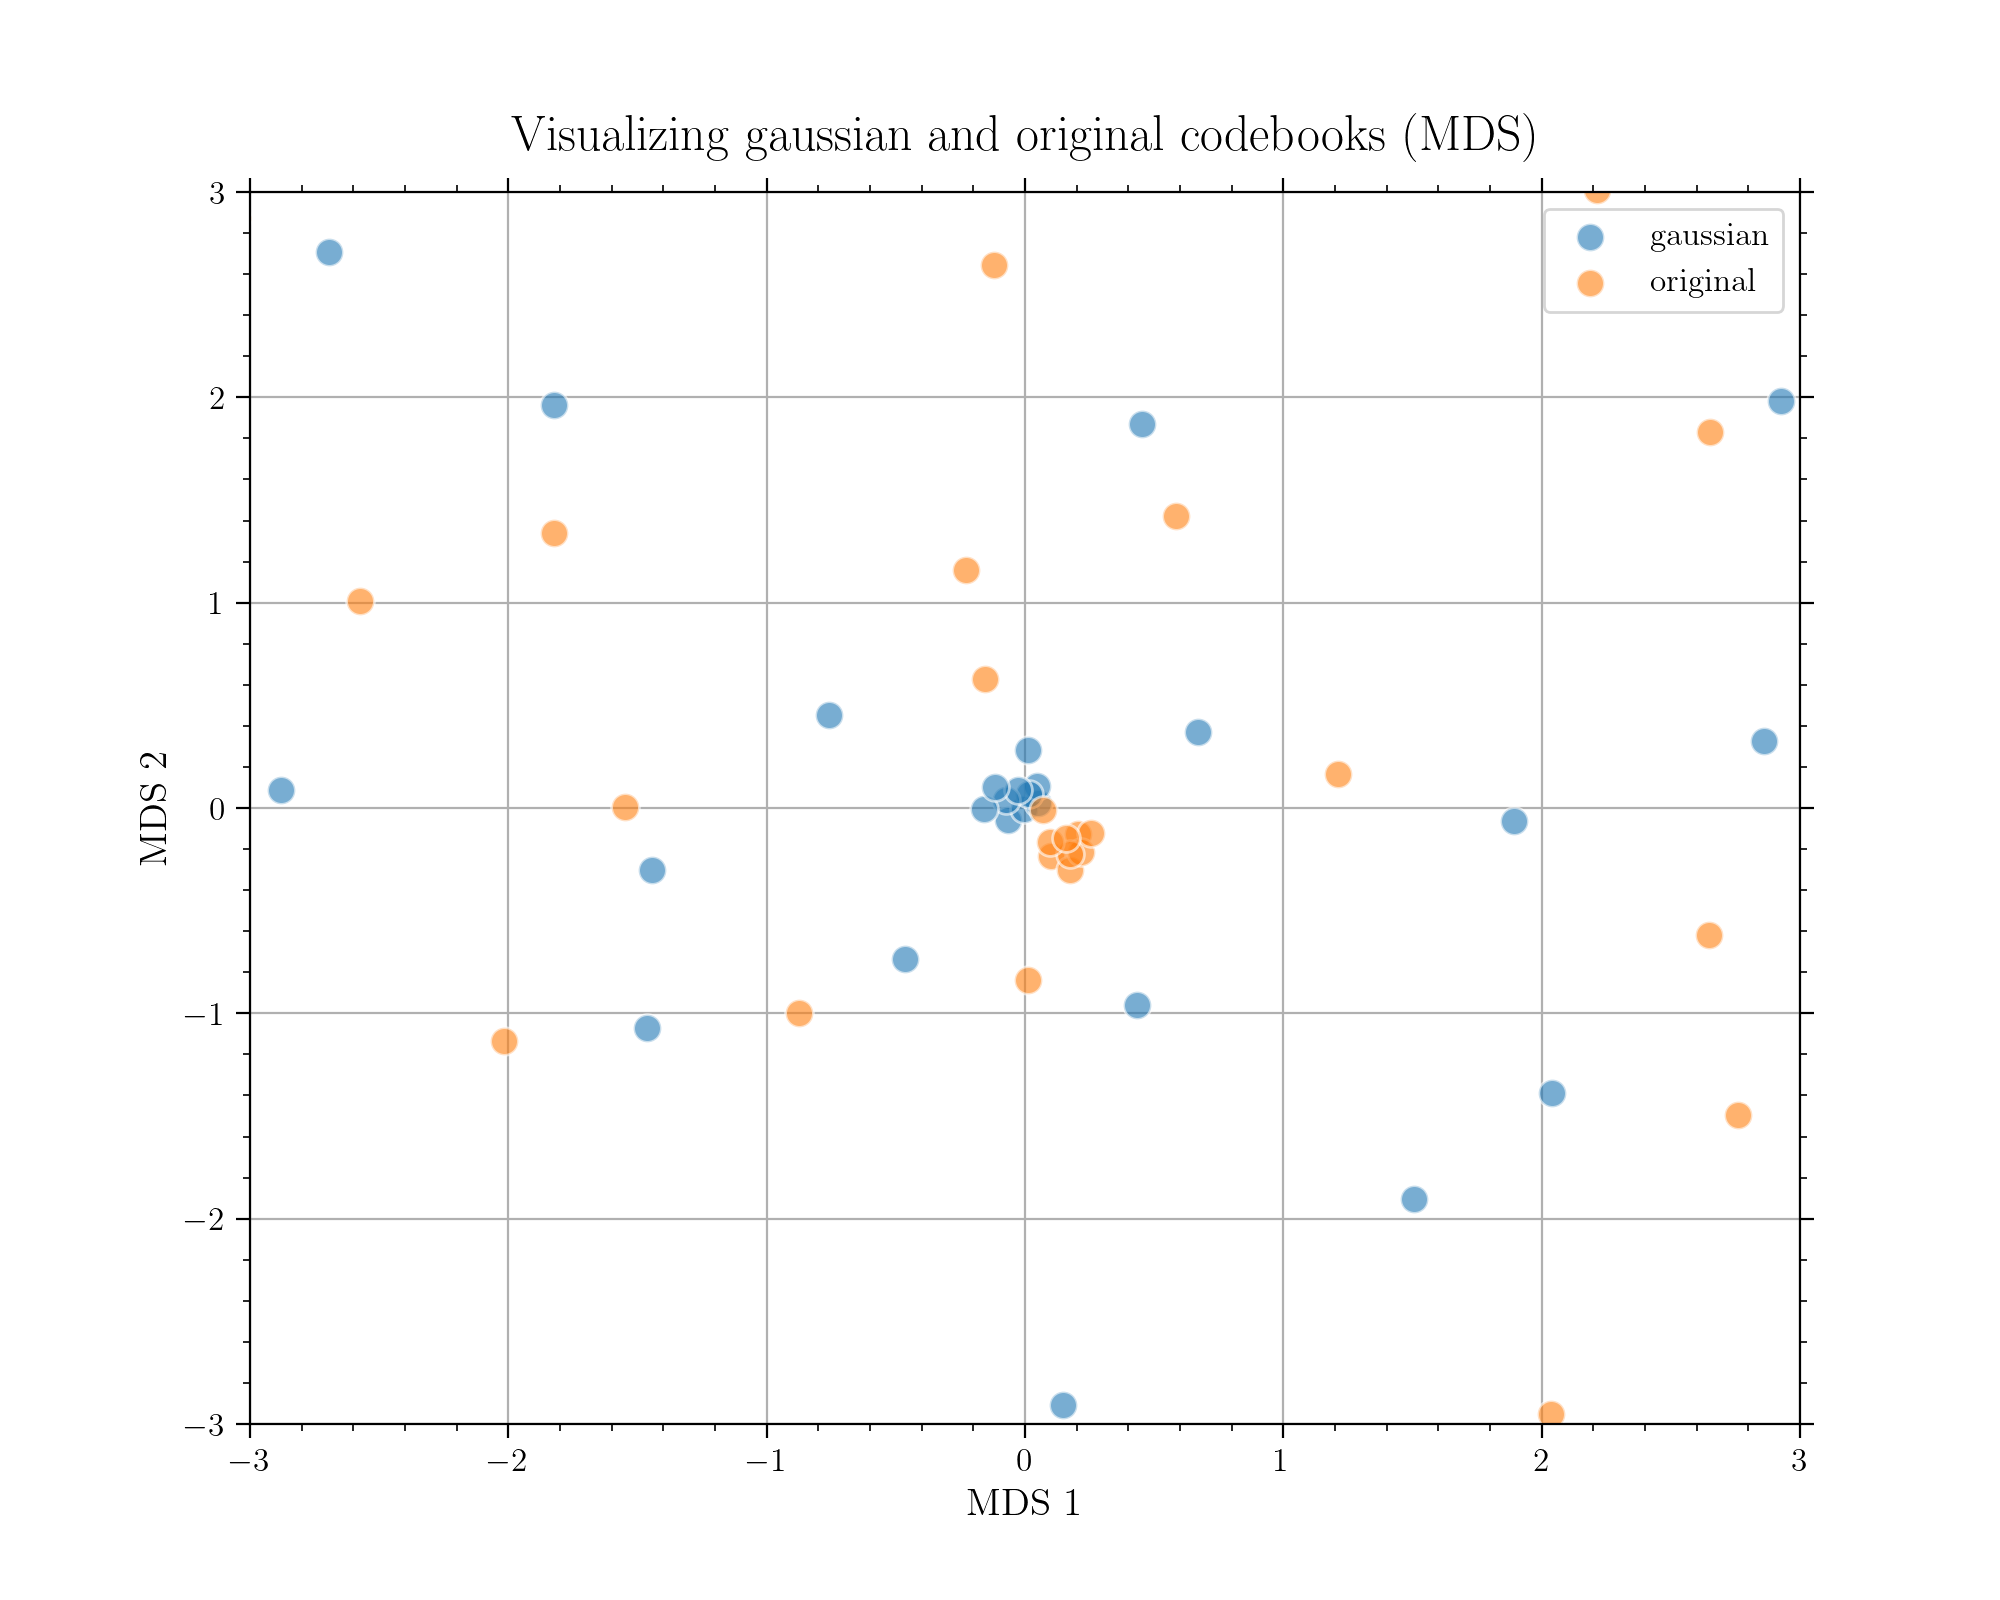 Visualizing gaussian and original codebooks (MDS)
gaussian
original
3
2
1
0
−1
−2
−3
MDS 2
−3
−2
−1
0
1
2
3
MDS 1